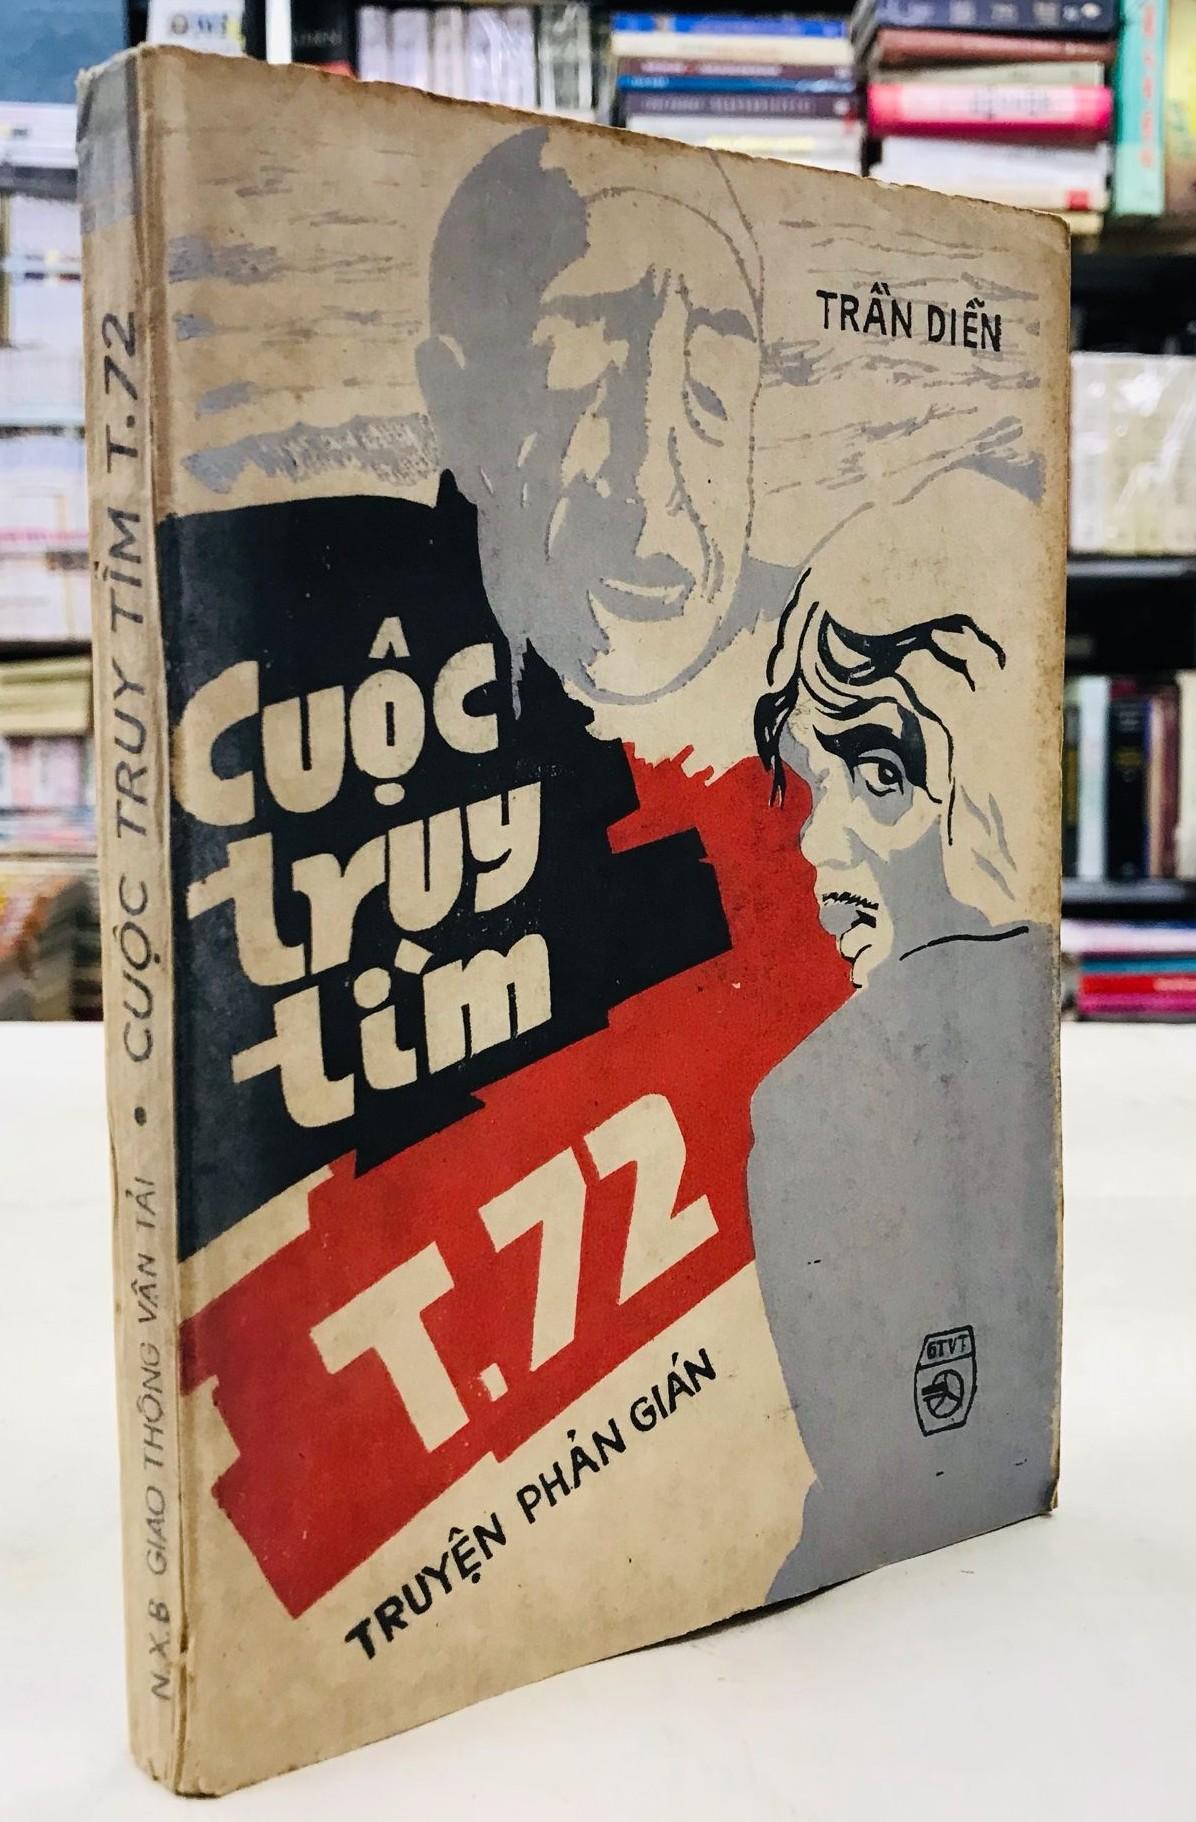 TRẦN DIỄN
Cuộc
truy
tìm
T.72
TRUYỆN PHẢN GIÁN
GTVT
N.X.B GIAO THÔNG VẬN TẢI • CUỘC TRUY TÌM T.72